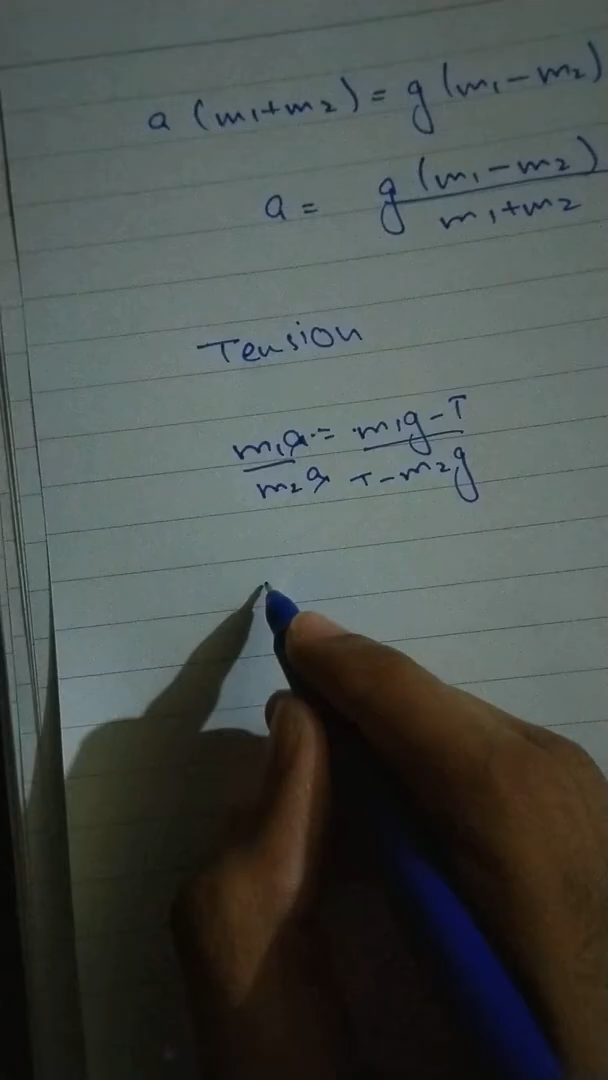 a (m1+m2) = g (m1-m2)
a = g (m1-m2)
m1+m2
Tension
m1a = m1g-T
m2a T-m2g